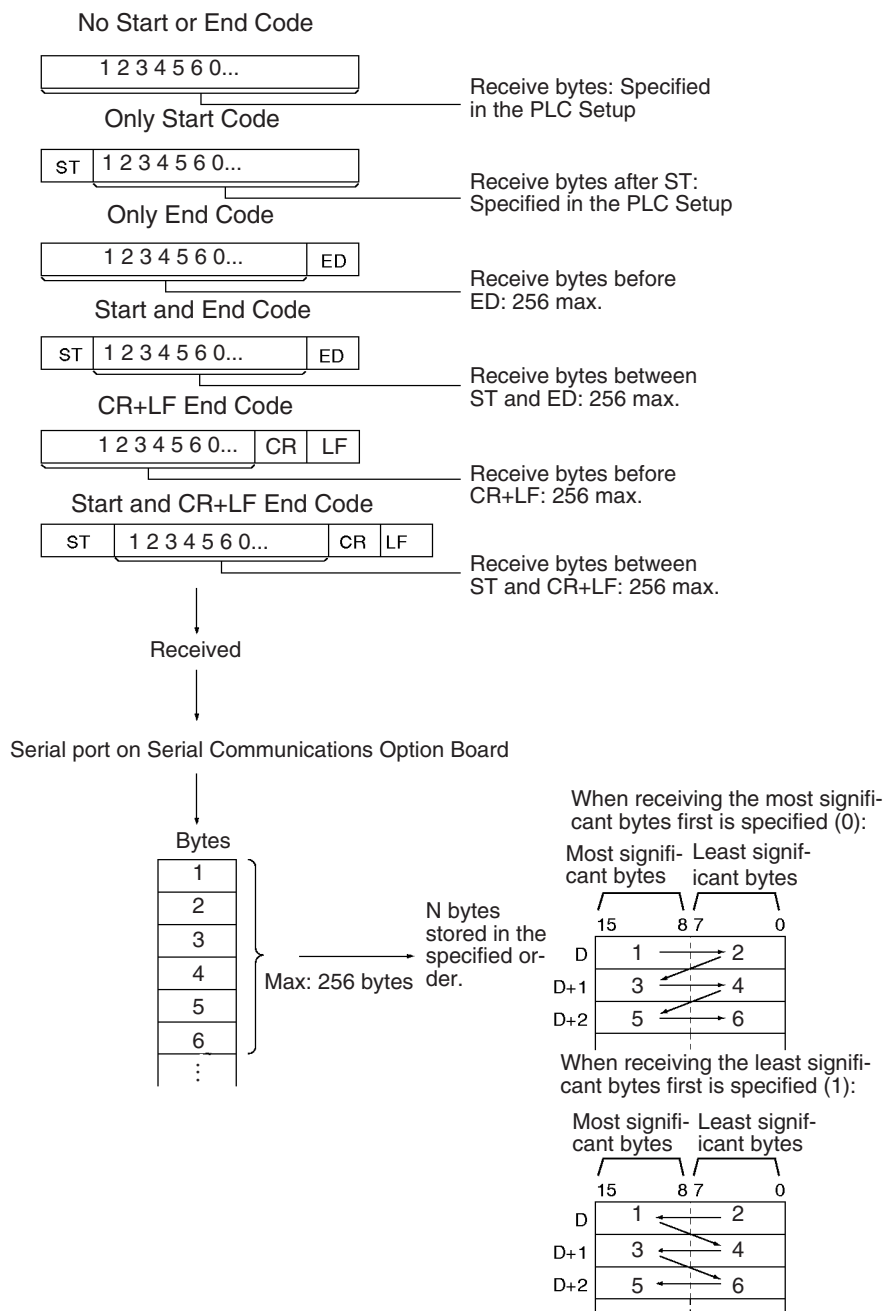 No Start or End Code
1 2 3 4 5 6 0...
Receive bytes: Specified
in the PLC Setup
Only Start Code
ST 1 2 3 4 5 6 0...
Receive bytes after ST:
Specified in the PLC Setup
Only End Code
1 2 3 4 5 6 0... ED
Receive bytes before
ED: 256 max.
Start and End Code
ST 1 2 3 4 5 6 0... ED
Receive bytes between
ST and ED: 256 max.
CR+LF End Code
1 2 3 4 5 6 0... CR LF
Receive bytes before
CR+LF: 256 max.
Start and CR+LF End Code
ST 1 2 3 4 5 6 0... CR LF
Receive bytes between
ST and CR+LF: 256 max.
Received
Serial port on Serial Communications Option Board
Bytes
1
2
3
4
5
6
⋮
Max: 256 bytes
N bytes
stored in the
specified or-
der.
When receiving the most signifi-
cant bytes first is specified (0):
Most signifi-
cant bytes
Least signif-
icant bytes
15 8 7 0
D 1 2
D+1 3 4
D+2 5 6
When receiving the least signifi-
cant bytes first is specified (1):
Most signifi-
cant bytes
Least signif-
icant bytes
15 8 7 0
D 1 2
D+1 3 4
D+2 5 6